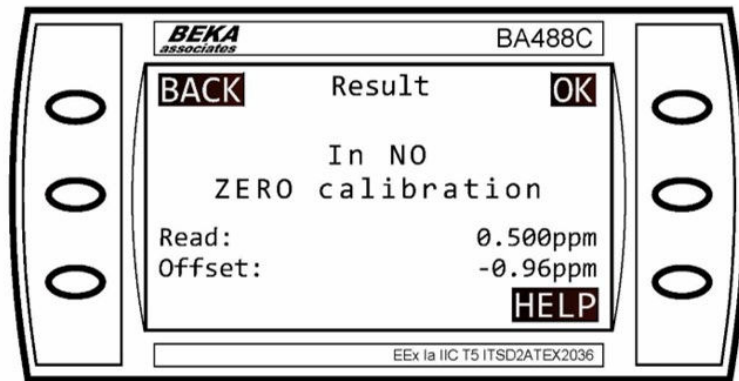 BEKA BA488C
associates
BACK Result OK
In NO
ZERO calibration
Read: 0.500ppm
Offset: -0.96ppm
HELP
EEx Ia IIC T5 ITSD2ATEX2036